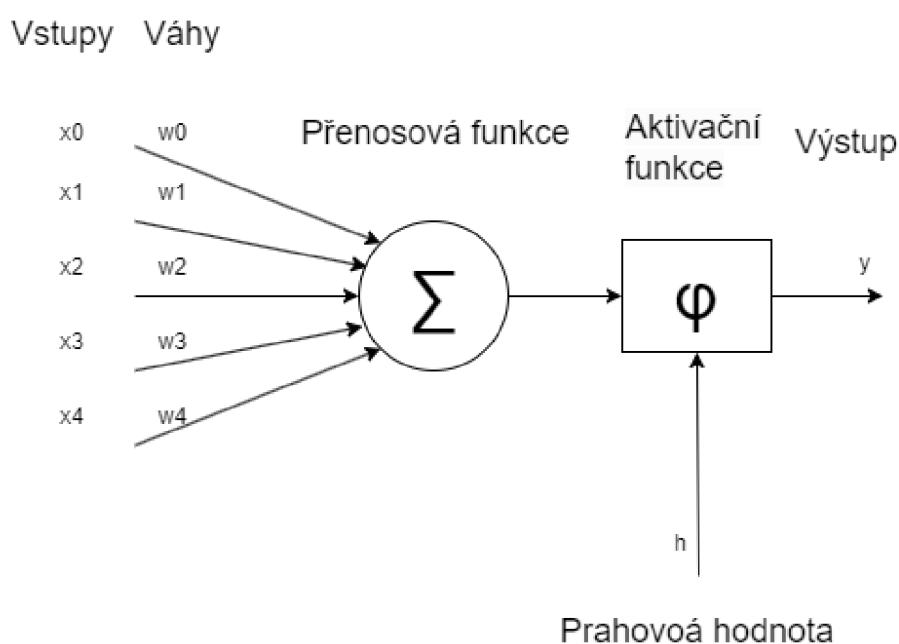 Vstupy Váhy
Přenosová funkce
Aktivační
funkce
Výstup
x0 w0
x1 w1
x2 w2
x3 w3
x4 w4
∑
φ
y
h
Prahovoá hodnota